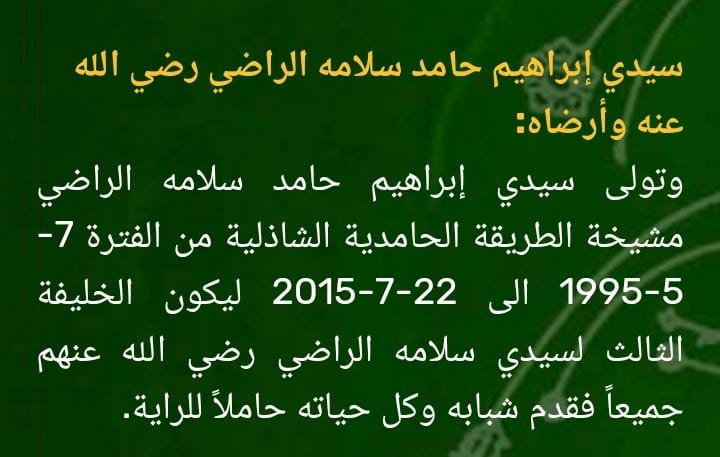 سيدي إبراهيم حامد سلامه الراضي رضي الله
عنه وأرضاه:
وتولى سيدي إبراهيم حامد سلامه الراضي
مشيخة الطريقة الحامدية الشاذلية من الفترة 7-
5-1995 الى 22-7-2015 ليكون الخليفة
الثالث لسيدي سلامه الراضي رضي الله عنهم
جميعاً فقدم شبابه وكل حياته حاملاً للراية.